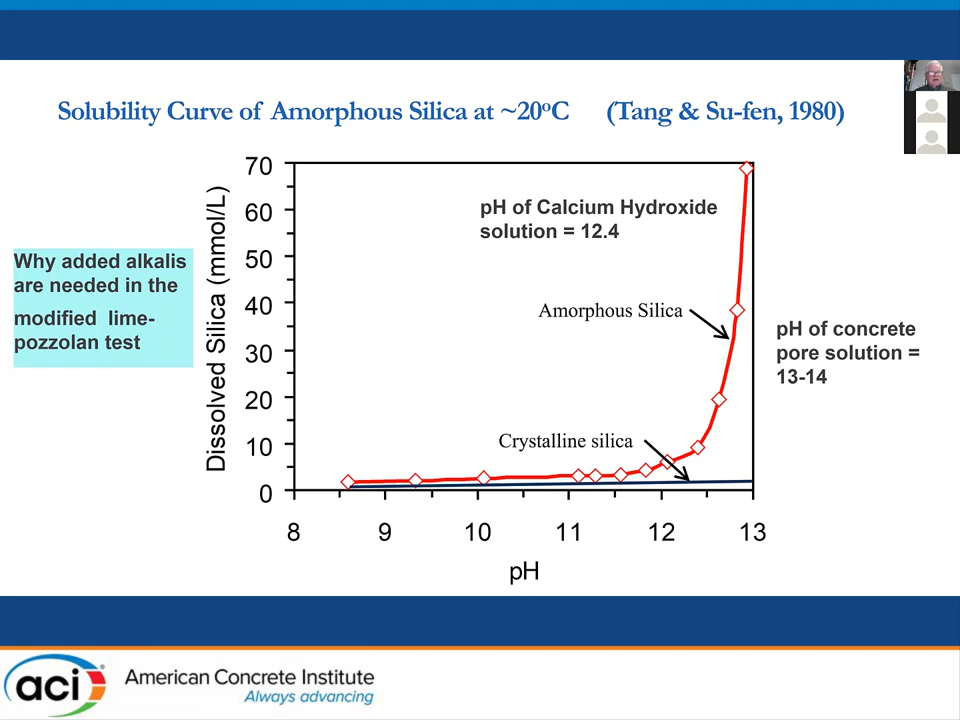 Solubility Curve of Amorphous Silica at ~20ºC (Tang & Su-fen, 1980)
Why added alkalis
are needed in the
modified lime-
pozzolan test
Dissolved Silica (mmol/L)
70
60
50
40
30
20
10
0
pH of Calcium Hydroxide
solution = 12.4
Amorphous Silica
Crystalline silica
pH of concrete
pore solution =
13-14
8 9 10 11 12 13
pH
aci
American Concrete Institute
Always advancing